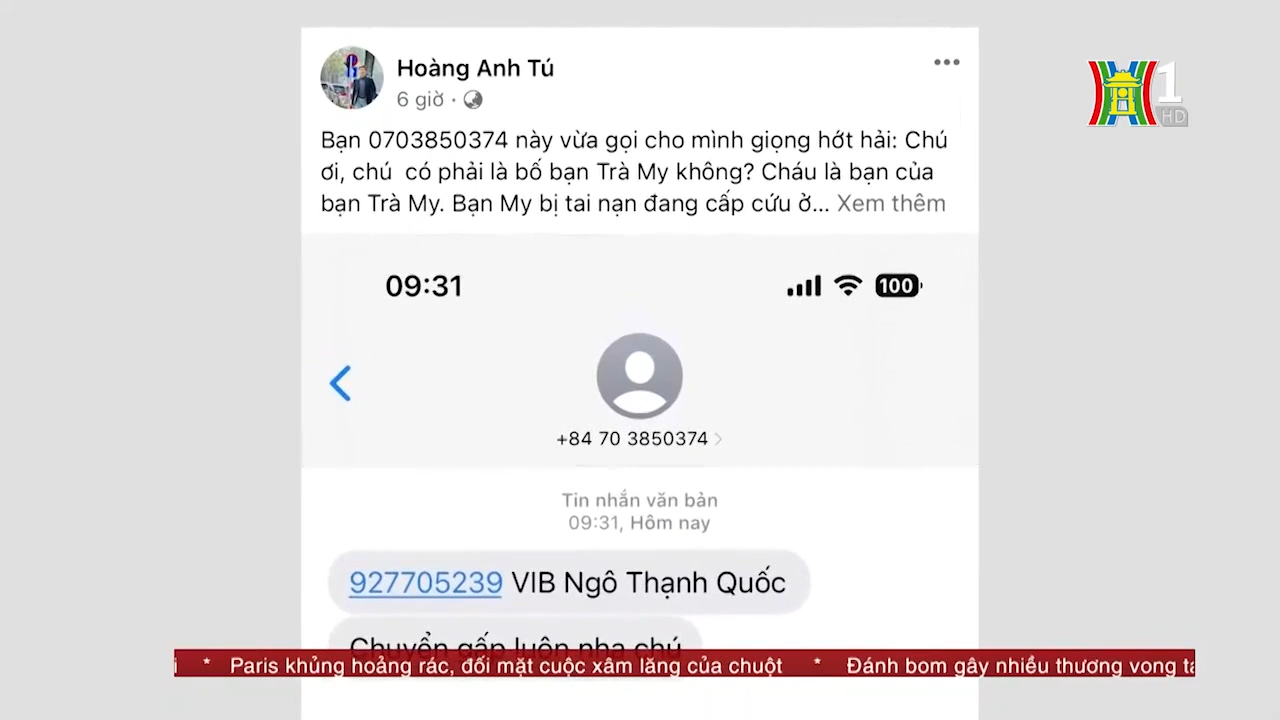 Hoàng Anh Tú
6 giờ ·
Bạn 0703850374 này vừa gọi cho mình giọng hớt hải: Chú
ơi, chú có phải là bố bạn Trà My không? Cháu là bạn của
bạn Trà My. Bạn My bị tai nạn đang cấp cứu ở... Xem thêm
1
HD
09:31
100
+84 70 3850374
Tin nhắn văn bản
09:31, Hôm nay
927705239 VIB Ngô Thạnh Quốc
Chuyển gấp luôn nha chú
* Paris khủng hoảng rác, đối mặt cuộc xâm lăng của chuột * Đánh bom gây nhiều thương vong